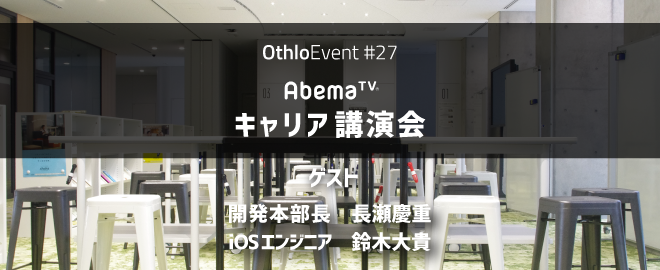 OthloEvent #27
AbemaTV
キャリア講演会
ゲスト
開発本部長　長瀬慶重
iOSエンジニア　鈴木大貴